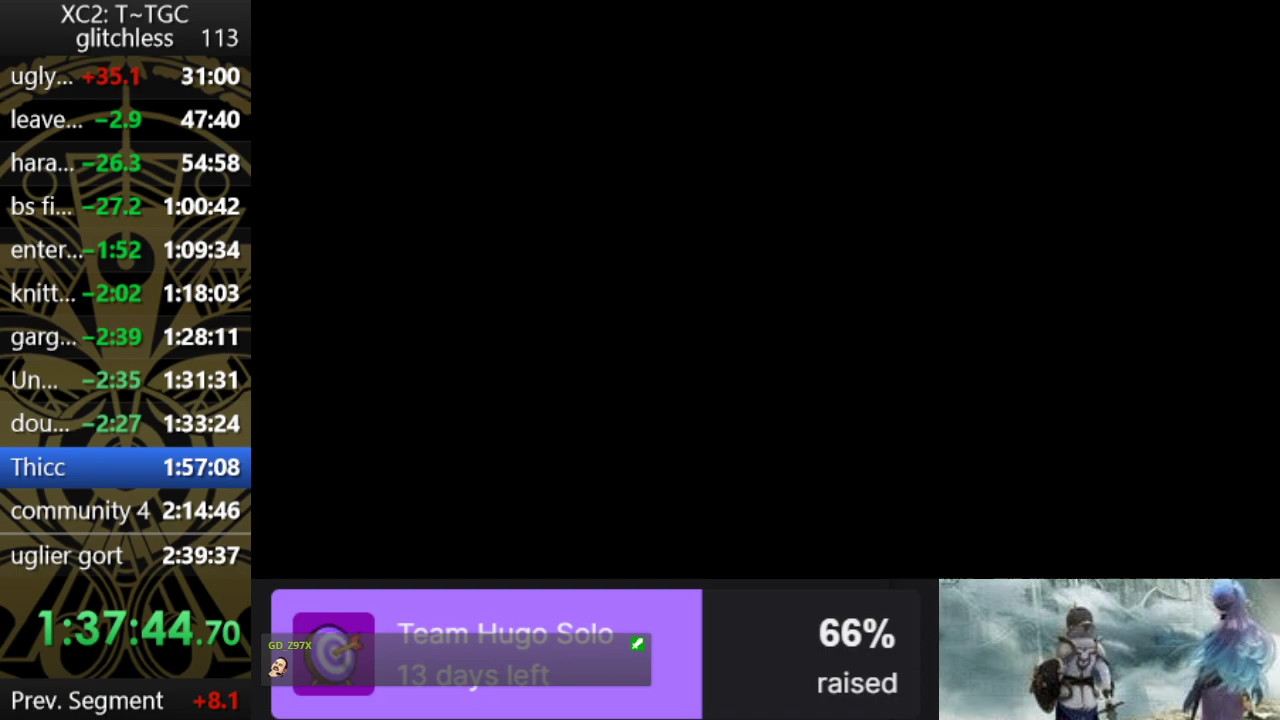 XC2: T~TGC
glitchless 113
ugly... +35.1 31:00
leave... −2.9 47:40
hara... −26.3 54:58
bs fi... −27.2 1:00:42
enter... −1:52 1:09:34
knitt... −2:02 1:18:03
garg... −2:39 1:28:11
Un... −2:35 1:31:31
dou... −2:27 1:33:24
Thicc 1:57:08
community 4 2:14:46
uglier gort 2:39:37
1:37:44.70
Prev. Segment +8.1
Team Hugo Solo
13 days left
GD_Z97X
66%
raised